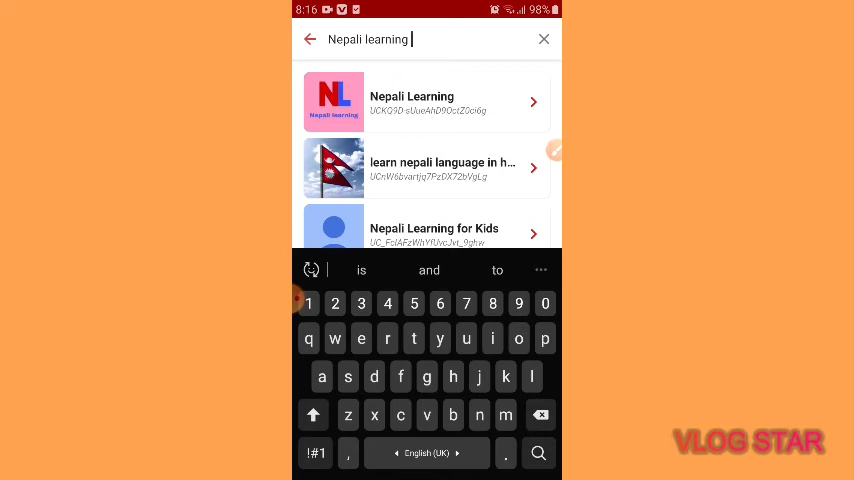 8:16
98%
Nepali learning
NL
Nepali learning
Nepali Learning
UCKQ9D-sUueAhD9OctZ0ci6g
learn nepali language in h...
UCnW6bvartjq7PzDX72bVgLg
Nepali Learning for Kids
UC_FclAFzWhYfUvcJvt_9ghw
is and to
1 2 3 4 5 6 7 8 9 0
q w e r t y u i o p
a s d f g h j k l
z x c v b n m
!#1 , English (UK) .
VLOG STAR